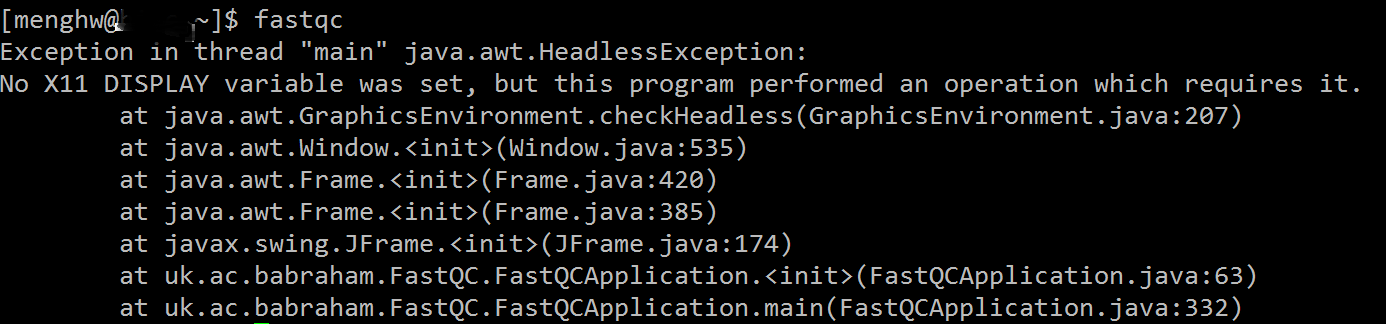 [menghw@ ~]$ fastqc
Exception in thread "main" java.awt.HeadlessException:
No X11 DISPLAY variable was set, but this program performed an operation which requires it.
        at java.awt.GraphicsEnvironment.checkHeadless(GraphicsEnvironment.java:207)
        at java.awt.Window.<init>(Window.java:535)
        at java.awt.Frame.<init>(Frame.java:420)
        at java.awt.Frame.<init>(Frame.java:385)
        at javax.swing.JFrame.<init>(JFrame.java:174)
        at uk.ac.babraham.FastQC.FastQCApplication.<init>(FastQCApplication.java:63)
        at uk.ac.babraham.FastQC.FastQCApplication.main(FastQCApplication.java:332)